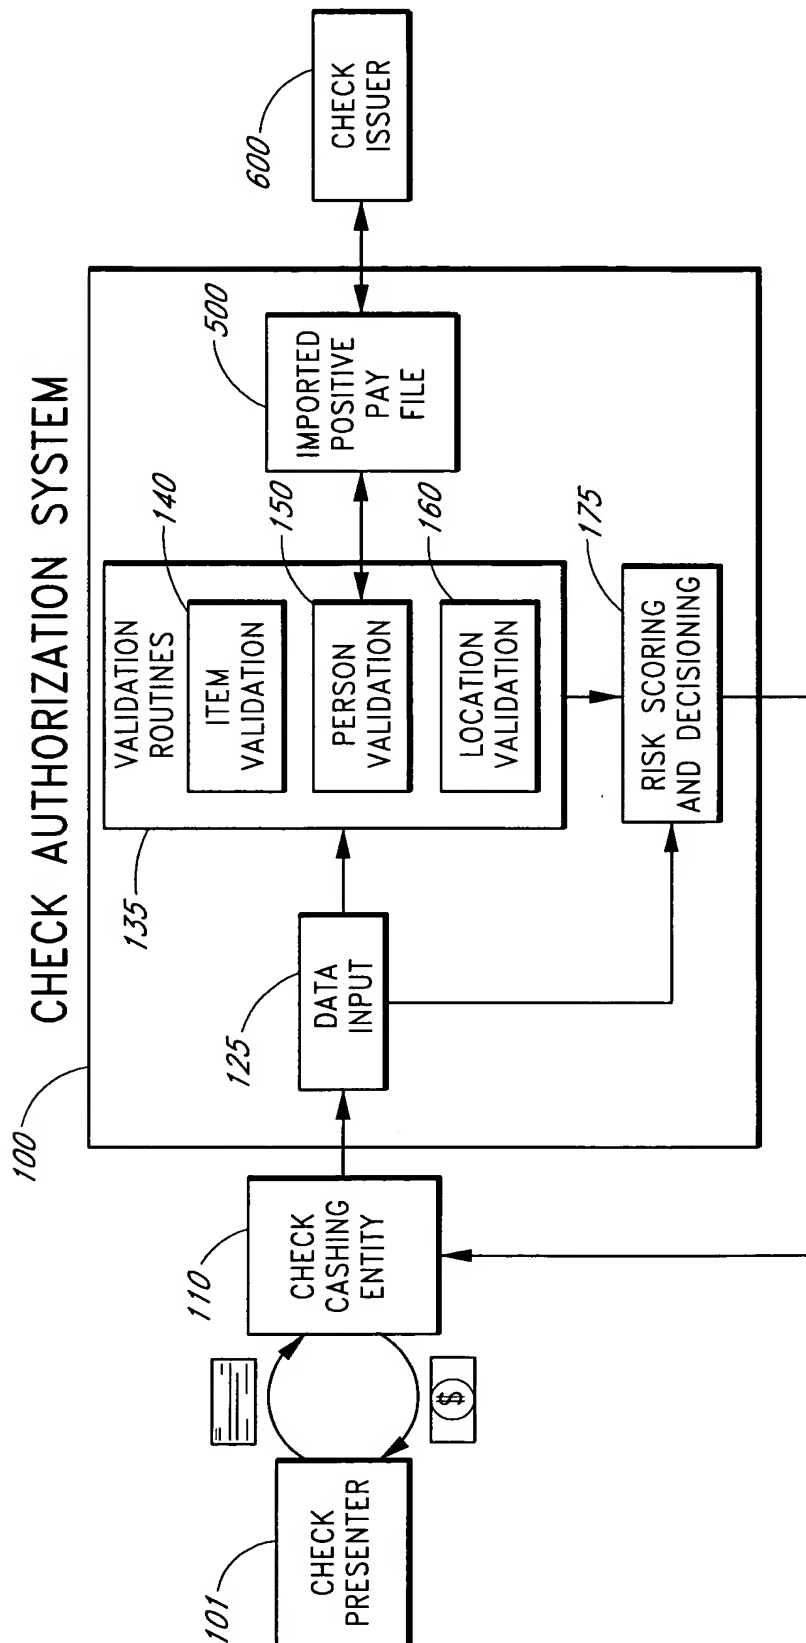 CHECK AUTHORIZATION SYSTEM
100
101
CHECK
PRESENTER
$
110
CHECK
CASHING
ENTITY
125
DATA
INPUT
135
VALIDATION
ROUTINES
140
ITEM
VALIDATION
150
PERSON
VALIDATION
160
LOCATION
VALIDATION
175
RISK SCORING
AND DECISIONING
500
IMPORTED
POSITIVE
PAY
FILE
600
CHECK
ISSUER